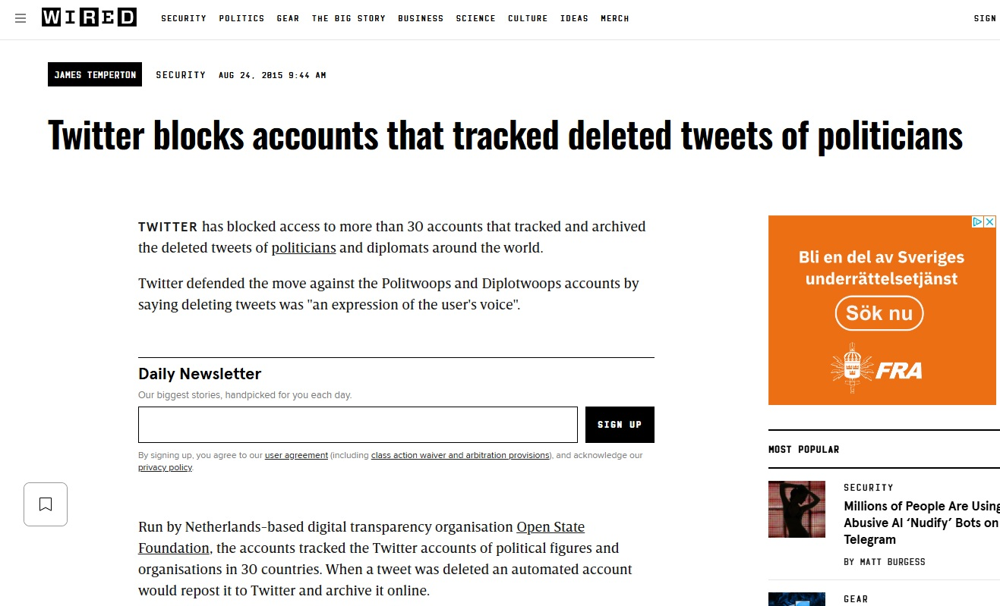 WIRED
SECURITY POLITICS GEAR THE BIG STORY BUSINESS SCIENCE CULTURE IDEAS MERCH
SIGN
JAMES TEMPERTON SECURITY AUG 24, 2015 9:44 AM
Twitter blocks accounts that tracked deleted tweets of politicians
TWITTER has blocked access to more than 30 accounts that tracked and archived
the deleted tweets of politicians and diplomats around the world.
Twitter defended the move against the Politwoops and Diplotwoops accounts by
saying deleting tweets was "an expression of the user's voice".
Daily Newsletter
Our biggest stories, handpicked for you each day.
SIGN UP
By signing up, you agree to our user agreement (including class action waiver and arbitration provisions), and acknowledge our
privacy policy.
Run by Netherlands-based digital transparency organisation Open State
Foundation, the accounts tracked the Twitter accounts of political figures and
organisations in 30 countries. When a tweet was deleted an automated account
would repost it to Twitter and archive it online.
Bli en del av Sveriges
underrättelsetjänst
Sök nu
FRA
MOST POPULAR
SECURITY
Millions of People Are Using
Abusive AI ‘Nudify’ Bots on
Telegram
BY MATT BURGESS
GEAR